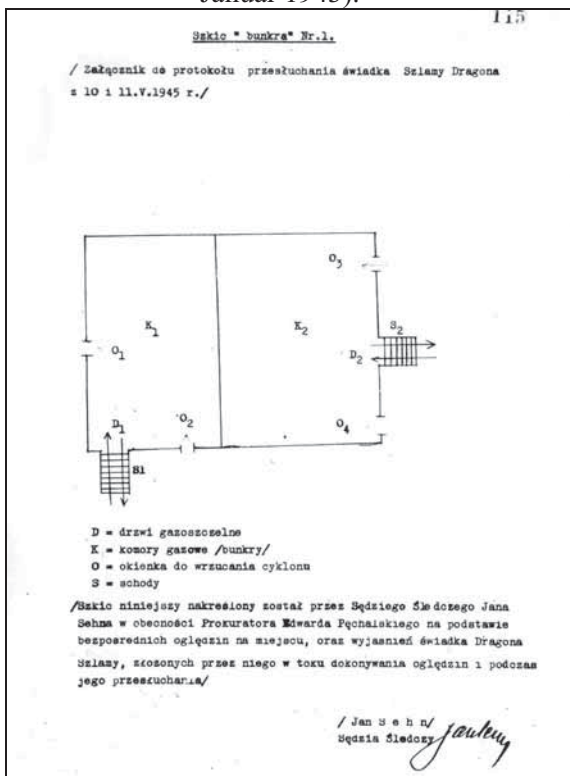 Januar 1945).
115
Szkic " bunkra" Nr.1.
/ Załącznik do protokołu przesłuchania świadka Szlamy Dragona
z 10 i 11.V.1945 r./
O3
K1
K2
S2
O1
D2
D1
O2
O4
S1
D = drzwi gazoszczelne
K = komory gazowe /bunkry/
O = okienka do wrzucania cyklonu
S = schody
/Szkic niniejszy nakreślony został przez Sędziego Śledczego Jana
Sehna w obecności Prokuratora Edwarda Pęchalskiego na podstawie
bezpośrednich oględzin na miejscu, oraz wyjasnień świadka Dragona
Szlamy, złożonych przez niego w toku dokonywania oględzin i podczas
jego przesłuchania/
/ Jan S e h n/
Sędzia Śledczy